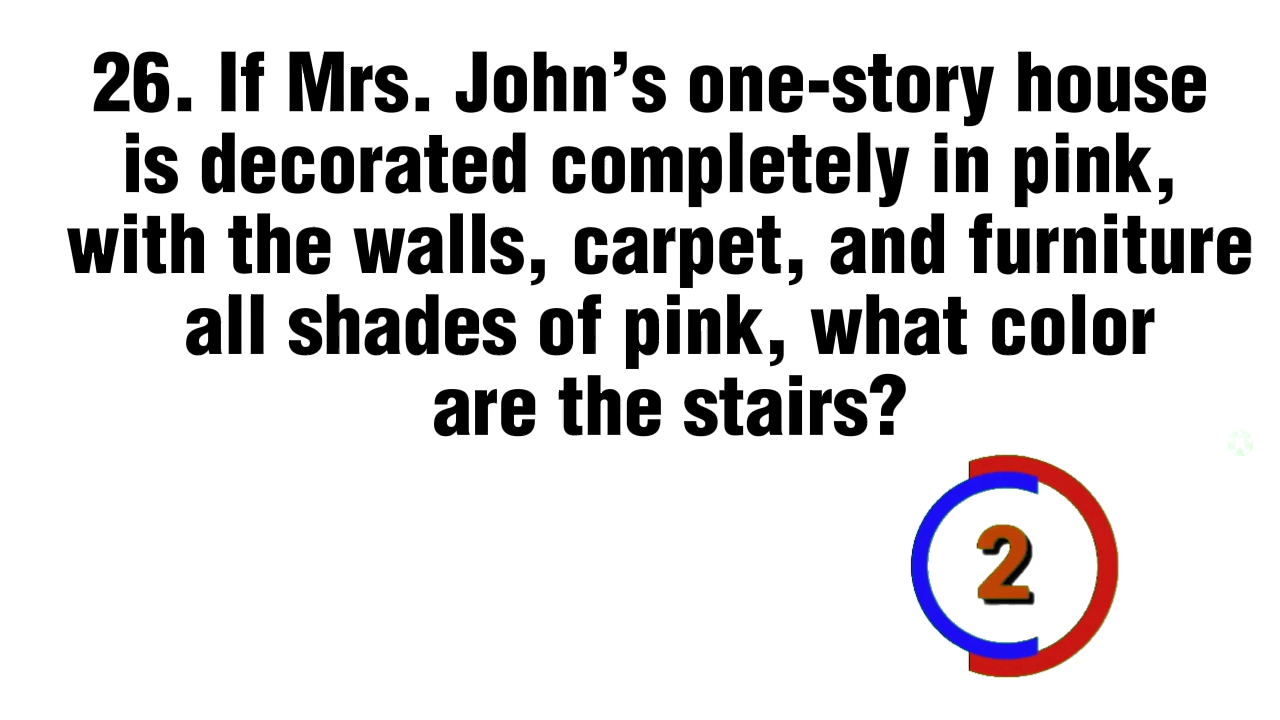 26. If Mrs. John’s one-story house
is decorated completely in pink,
with the walls, carpet, and furniture
all shades of pink, what color
are the stairs?
2